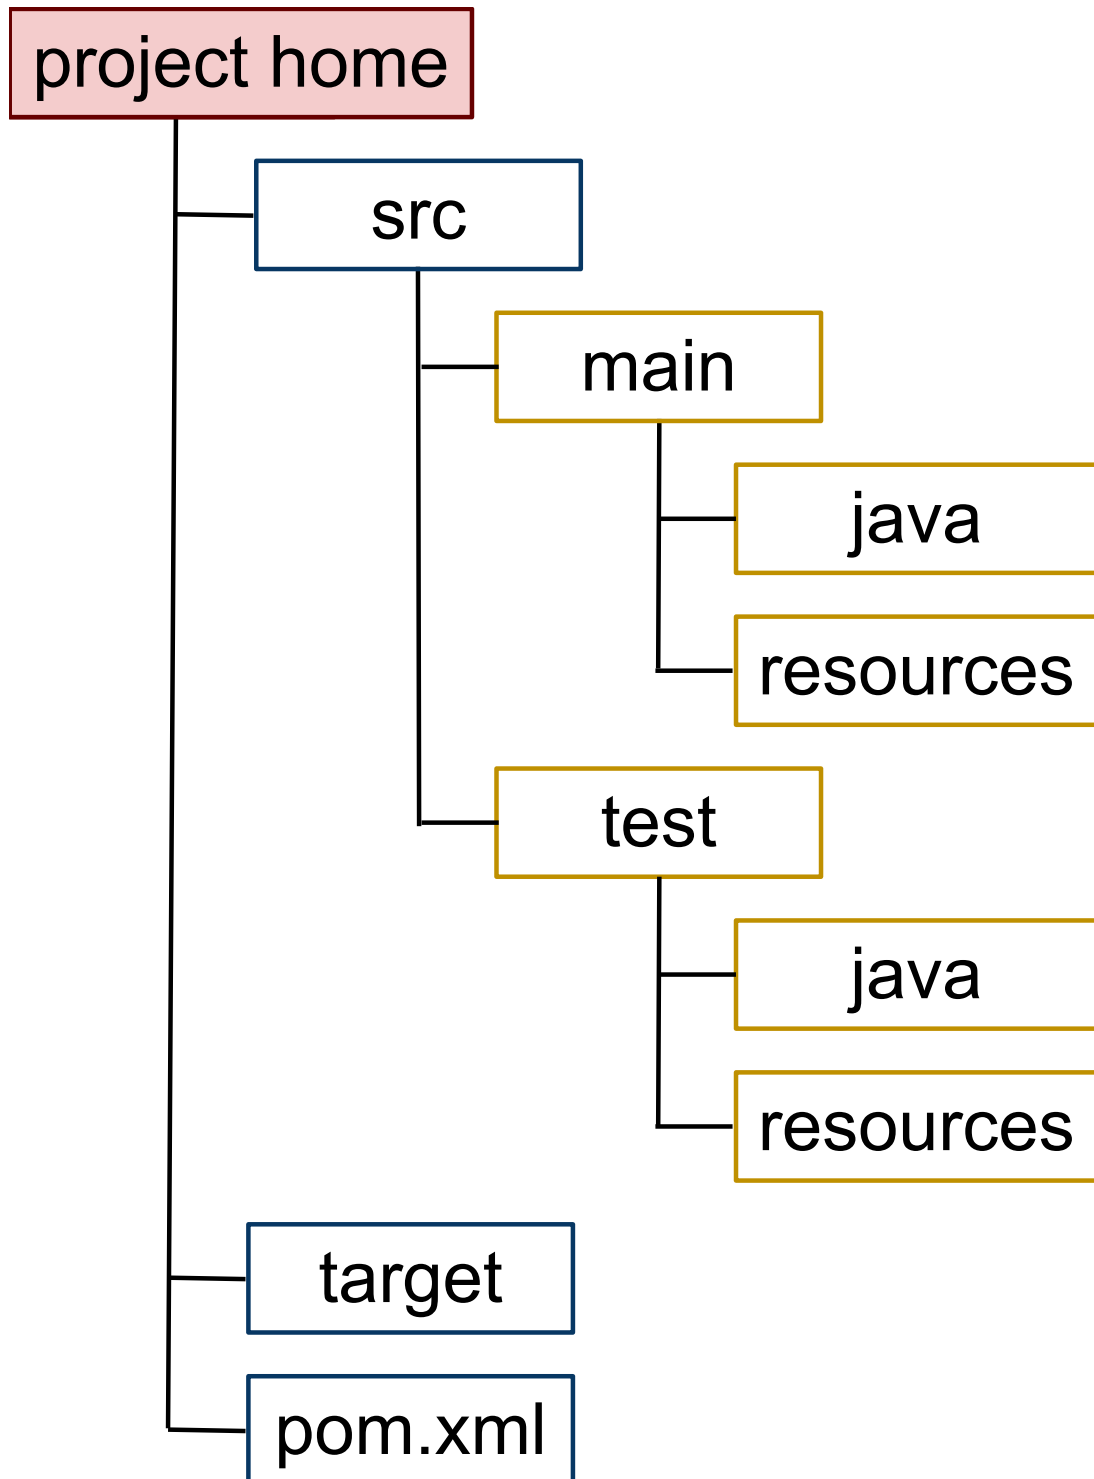 project home
src
main
java
resources
test
java
resources
target
pom.xml